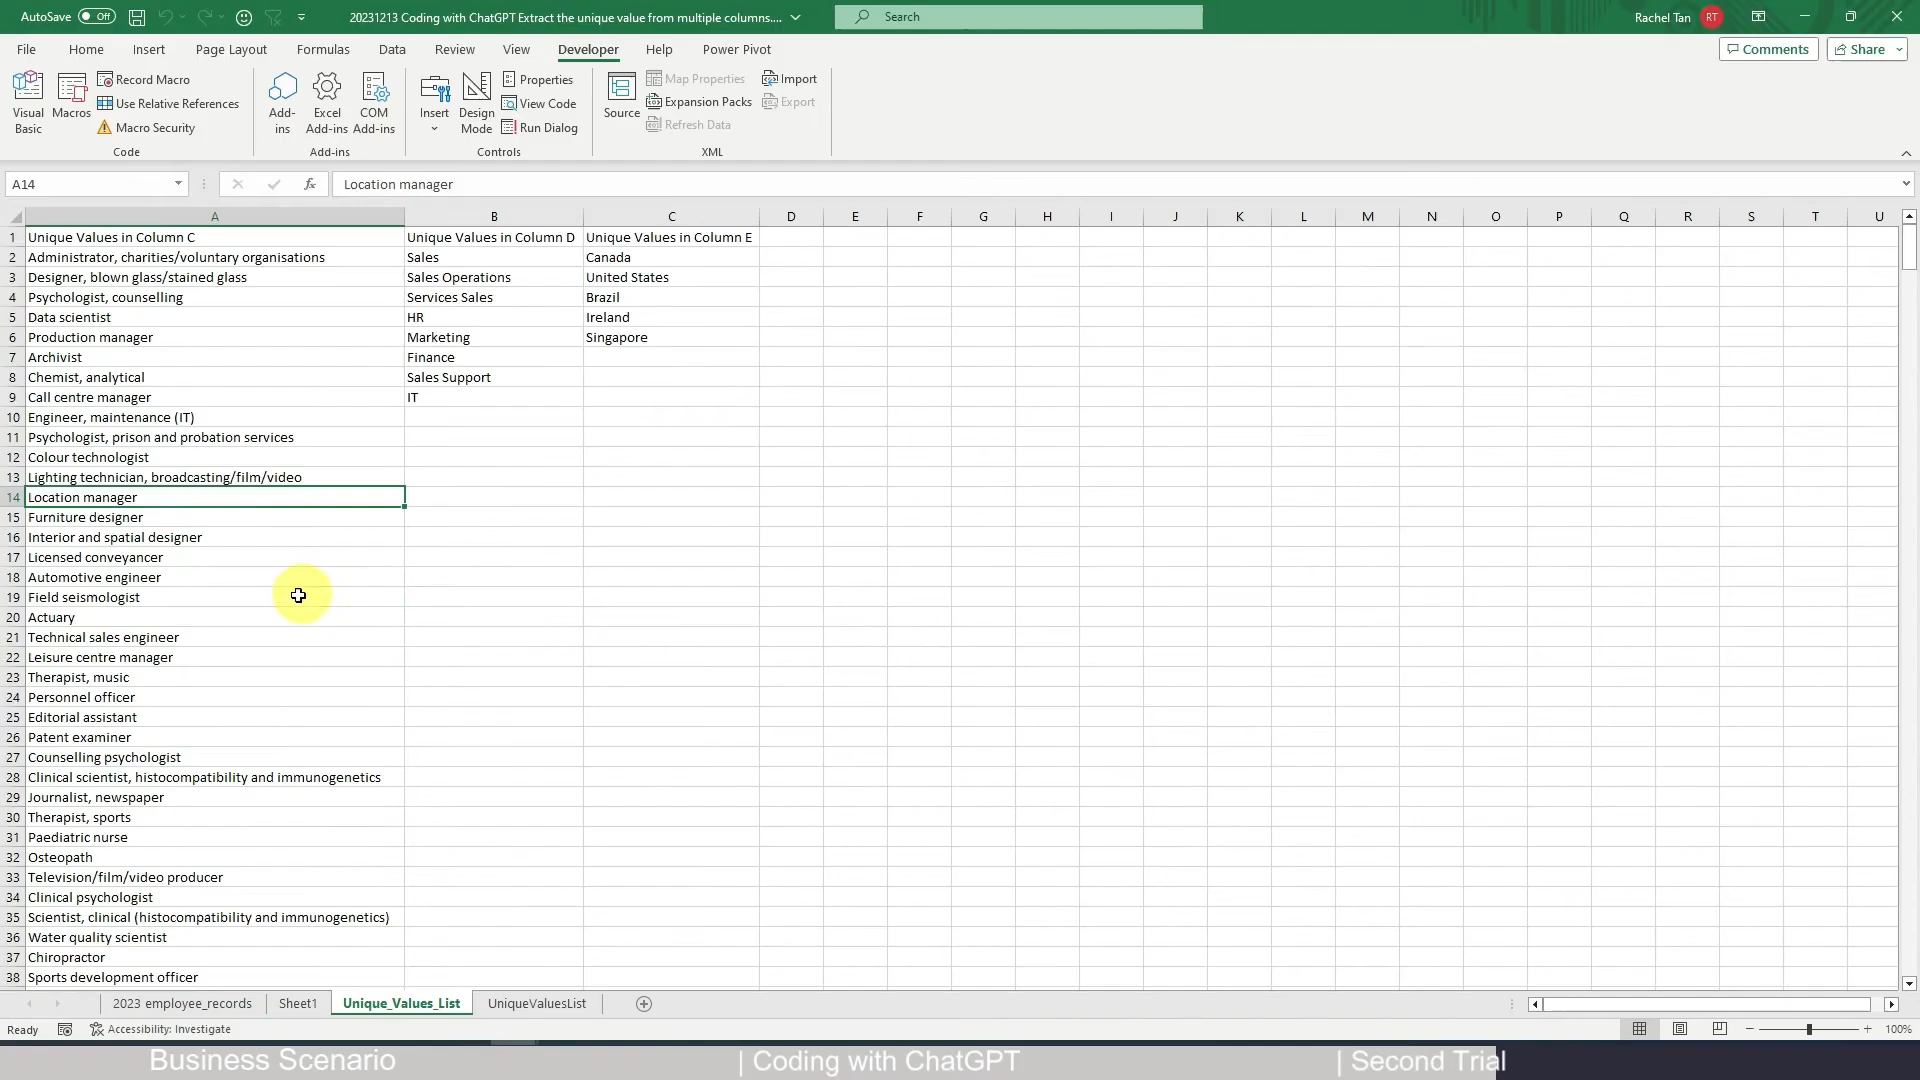 AutoSave Off 20231213 Coding with ChatGPT Extract the unique value from multiple columns.... Search Rachel Tan RT
File Home Insert Page Layout Formulas Data Review View Developer Help Power Pivot Comments Share
Visual Basic
Macros
Record Macro
Use Relative References
Macro Security
Code
Add-ins
Excel Add-ins
COM Add-ins
Add-ins
Insert
Design Mode
Properties
View Code
Run Dialog
Controls
Source
Map Properties
Expansion Packs
Refresh Data
Import
Export
XML
A14 fx Location manager
A B C D E F G H I J K L M N O P Q R S T U
1 Unique Values in Column C Unique Values in Column D Unique Values in Column E
2 Administrator, charities/voluntary organisations Sales Canada
3 Designer, blown glass/stained glass Sales Operations United States
4 Psychologist, counselling Services Sales Brazil
5 Data scientist HR Ireland
6 Production manager Marketing Singapore
7 Archivist Finance
8 Chemist, analytical Sales Support
9 Call centre manager IT
10 Engineer, maintenance (IT)
11 Psychologist, prison and probation services
12 Colour technologist
13 Lighting technician, broadcasting/film/video
14 Location manager
15 Furniture designer
16 Interior and spatial designer
17 Licensed conveyancer
18 Automotive engineer
19 Field seismologist
20 Actuary
21 Technical sales engineer
22 Leisure centre manager
23 Therapist, music
24 Personnel officer
25 Editorial assistant
26 Patent examiner
27 Counselling psychologist
28 Clinical scientist, histocompatibility and immunogenetics
29 Journalist, newspaper
30 Therapist, sports
31 Paediatric nurse
32 Osteopath
33 Television/film/video producer
34 Clinical psychologist
35 Scientist, clinical (histocompatibility and immunogenetics)
36 Water quality scientist
37 Chiropractor
38 Sports development officer
2023 employee_records Sheet1 Unique_Values_List UniqueValuesList
Ready Accessibility: Investigate 100%
Business Scenario | Coding with ChatGPT | Second Trial